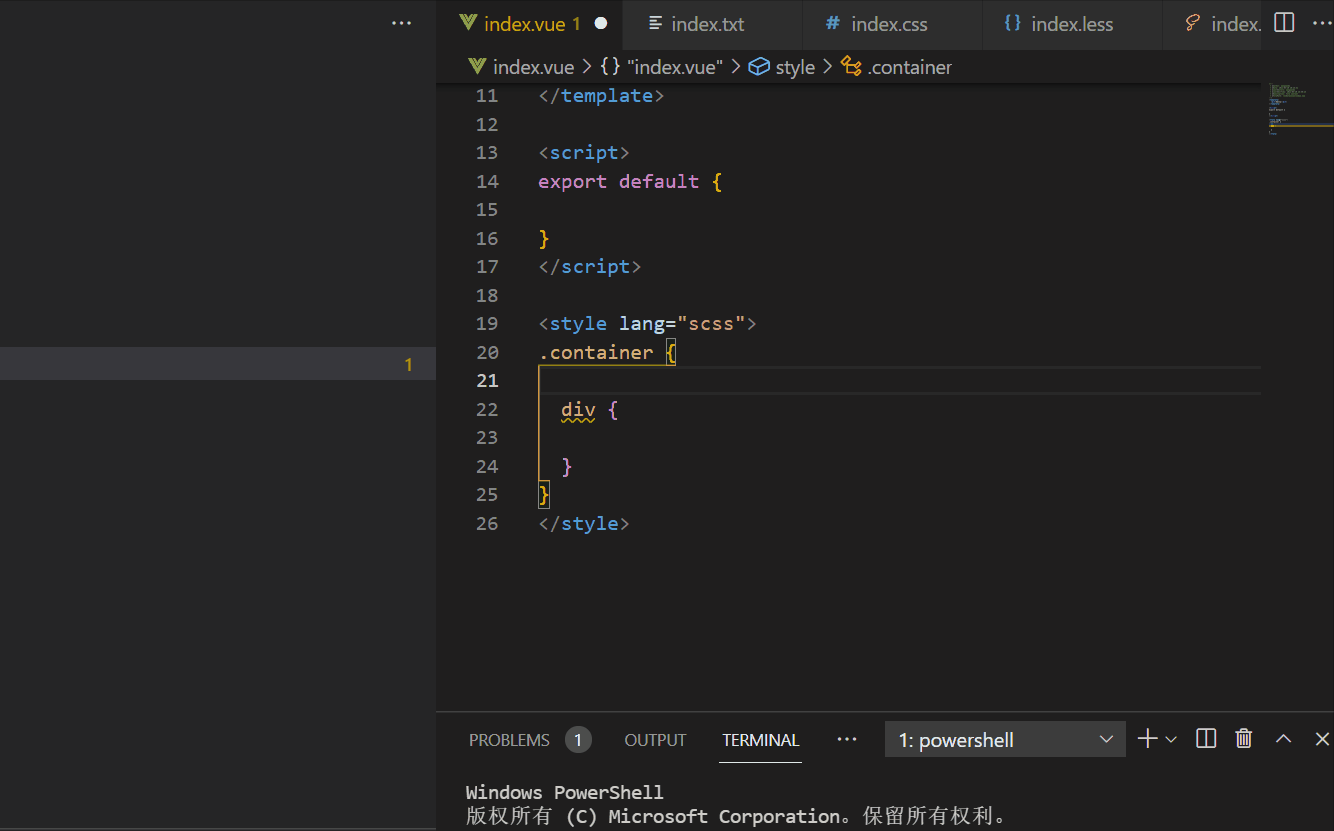 index.vue 1
index.txt
# index.css
{} index.less
index.
index.vue > {} "index.vue" > style > .container
1
11 </template>
12
13 <script>
14 export default {
15
16 }
17 </script>
18
19 <style lang="scss">
20 .container {
21
22 div {
23
24 }
25 }
26 </style>
PROBLEMS 1 OUTPUT TERMINAL ··· 1: powershell
Windows PowerShell
版权所有 (C) Microsoft Corporation。保留所有权利。